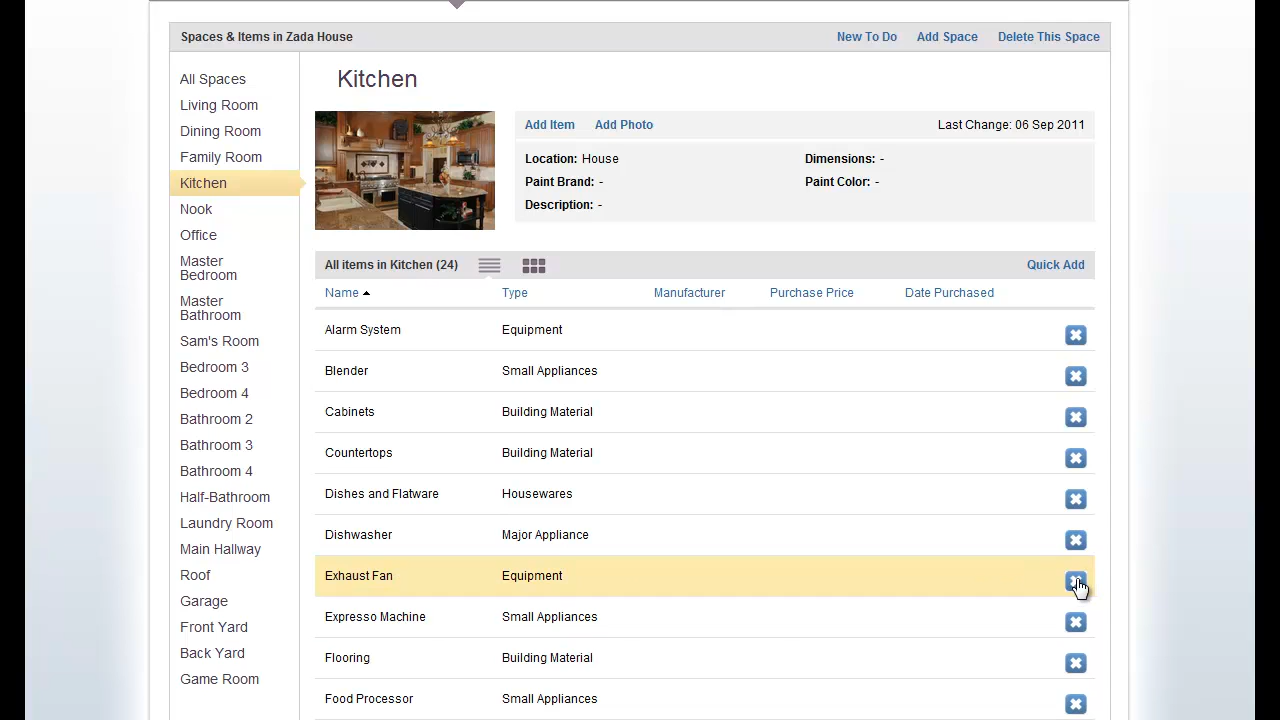 Spaces & Items in Zada House
New To Do
Add Space
Delete This Space
All Spaces
Living Room
Dining Room
Family Room
Kitchen
Nook
Office
Master
Bedroom
Master
Bathroom
Sam's Room
Bedroom 3
Bedroom 4
Bathroom 2
Bathroom 3
Bathroom 4
Half-Bathroom
Laundry Room
Main Hallway
Roof
Garage
Front Yard
Back Yard
Game Room
Kitchen
Add Item Add Photo Last Change: 06 Sep 2011
Location: House Dimensions: -
Paint Brand: - Paint Color: -
Description: -
All items in Kitchen (24) Quick Add
Name Type Manufacturer Purchase Price Date Purchased
Alarm System Equipment
Blender Small Appliances
Cabinets Building Material
Countertops Building Material
Dishes and Flatware Housewares
Dishwasher Major Appliance
Exhaust Fan Equipment
Expresso Machine Small Appliances
Flooring Building Material
Food Processor Small Appliances